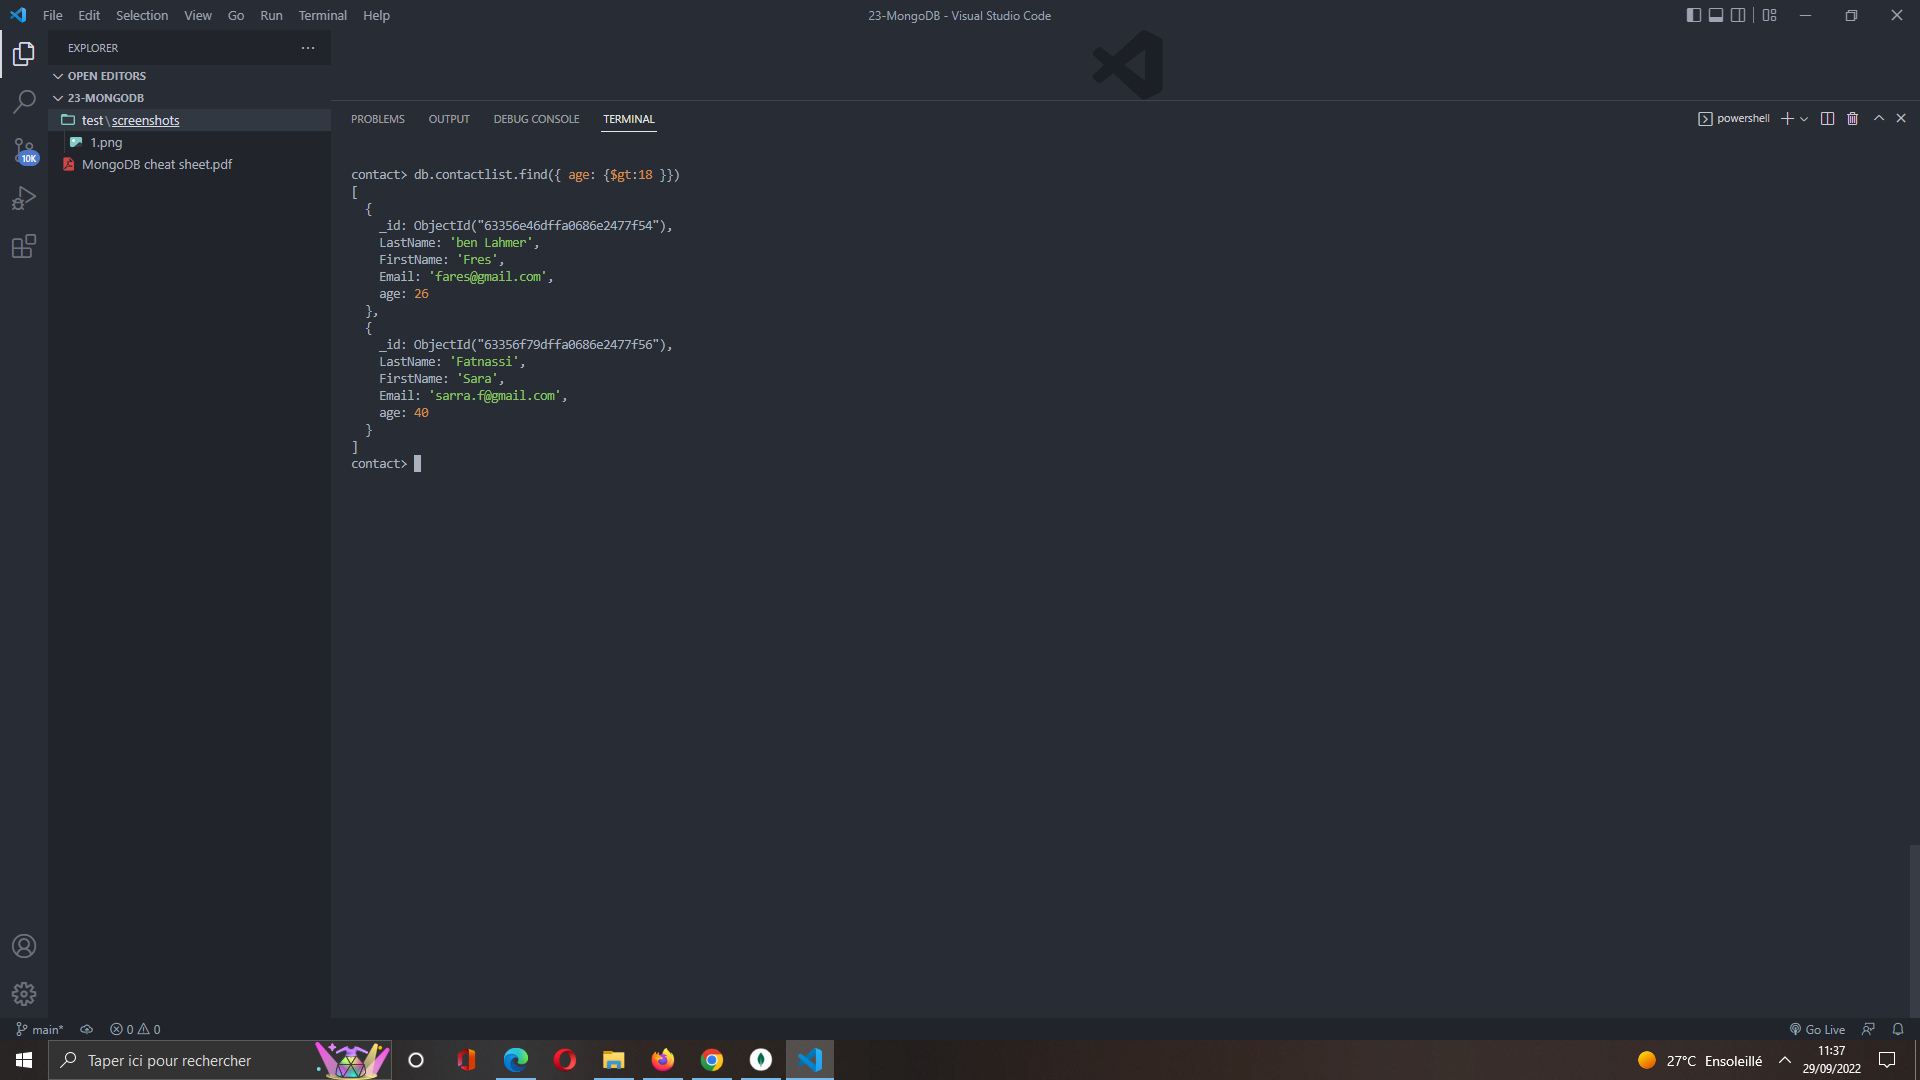 File Edit Selection View Go Run Terminal Help
23-MongoDB - Visual Studio Code
EXPLORER
OPEN EDITORS
23-MONGODB
test\screenshots
1.png
MongoDB cheat sheet.pdf
10K
PROBLEMS OUTPUT DEBUG CONSOLE TERMINAL
powershell
contact> db.contactlist.find({ age: {$gt:18 }})
[
  {
    _id: ObjectId("63356e46dffa0686e2477f54"),
    LastName: 'ben Lahmer',
    FirstName: 'Fres',
    Email: 'fares@gmail.com',
    age: 26
  },
  {
    _id: ObjectId("63356f79dffa0686e2477f56"),
    LastName: 'Fatnassi',
    FirstName: 'Sara',
    Email: 'sarra.f@gmail.com',
    age: 40
  }
]
contact>
main* 0 0
Go Live
Taper ici pour rechercher
27°C Ensoleillé
11:37
29/09/2022